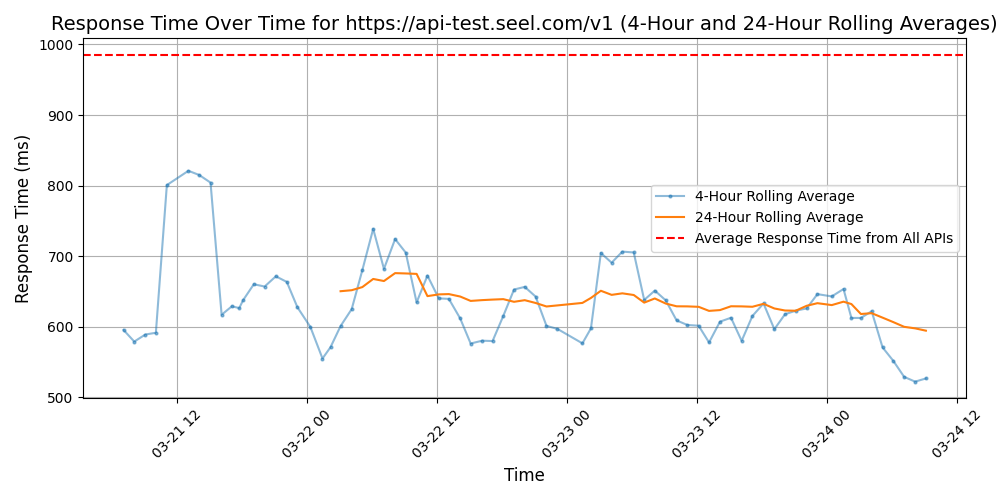 Response Time Over Time for https://api-test.seel.com/v1 (4-Hour and 24-Hour Rolling Averages)
Response Time (ms)
1000
900
800
700
600
500
4-Hour Rolling Average
24-Hour Rolling Average
Average Response Time from All APIs
03-21 12
03-22 00
03-22 12
03-23 00
03-23 12
03-24 00
03-24 12
Time